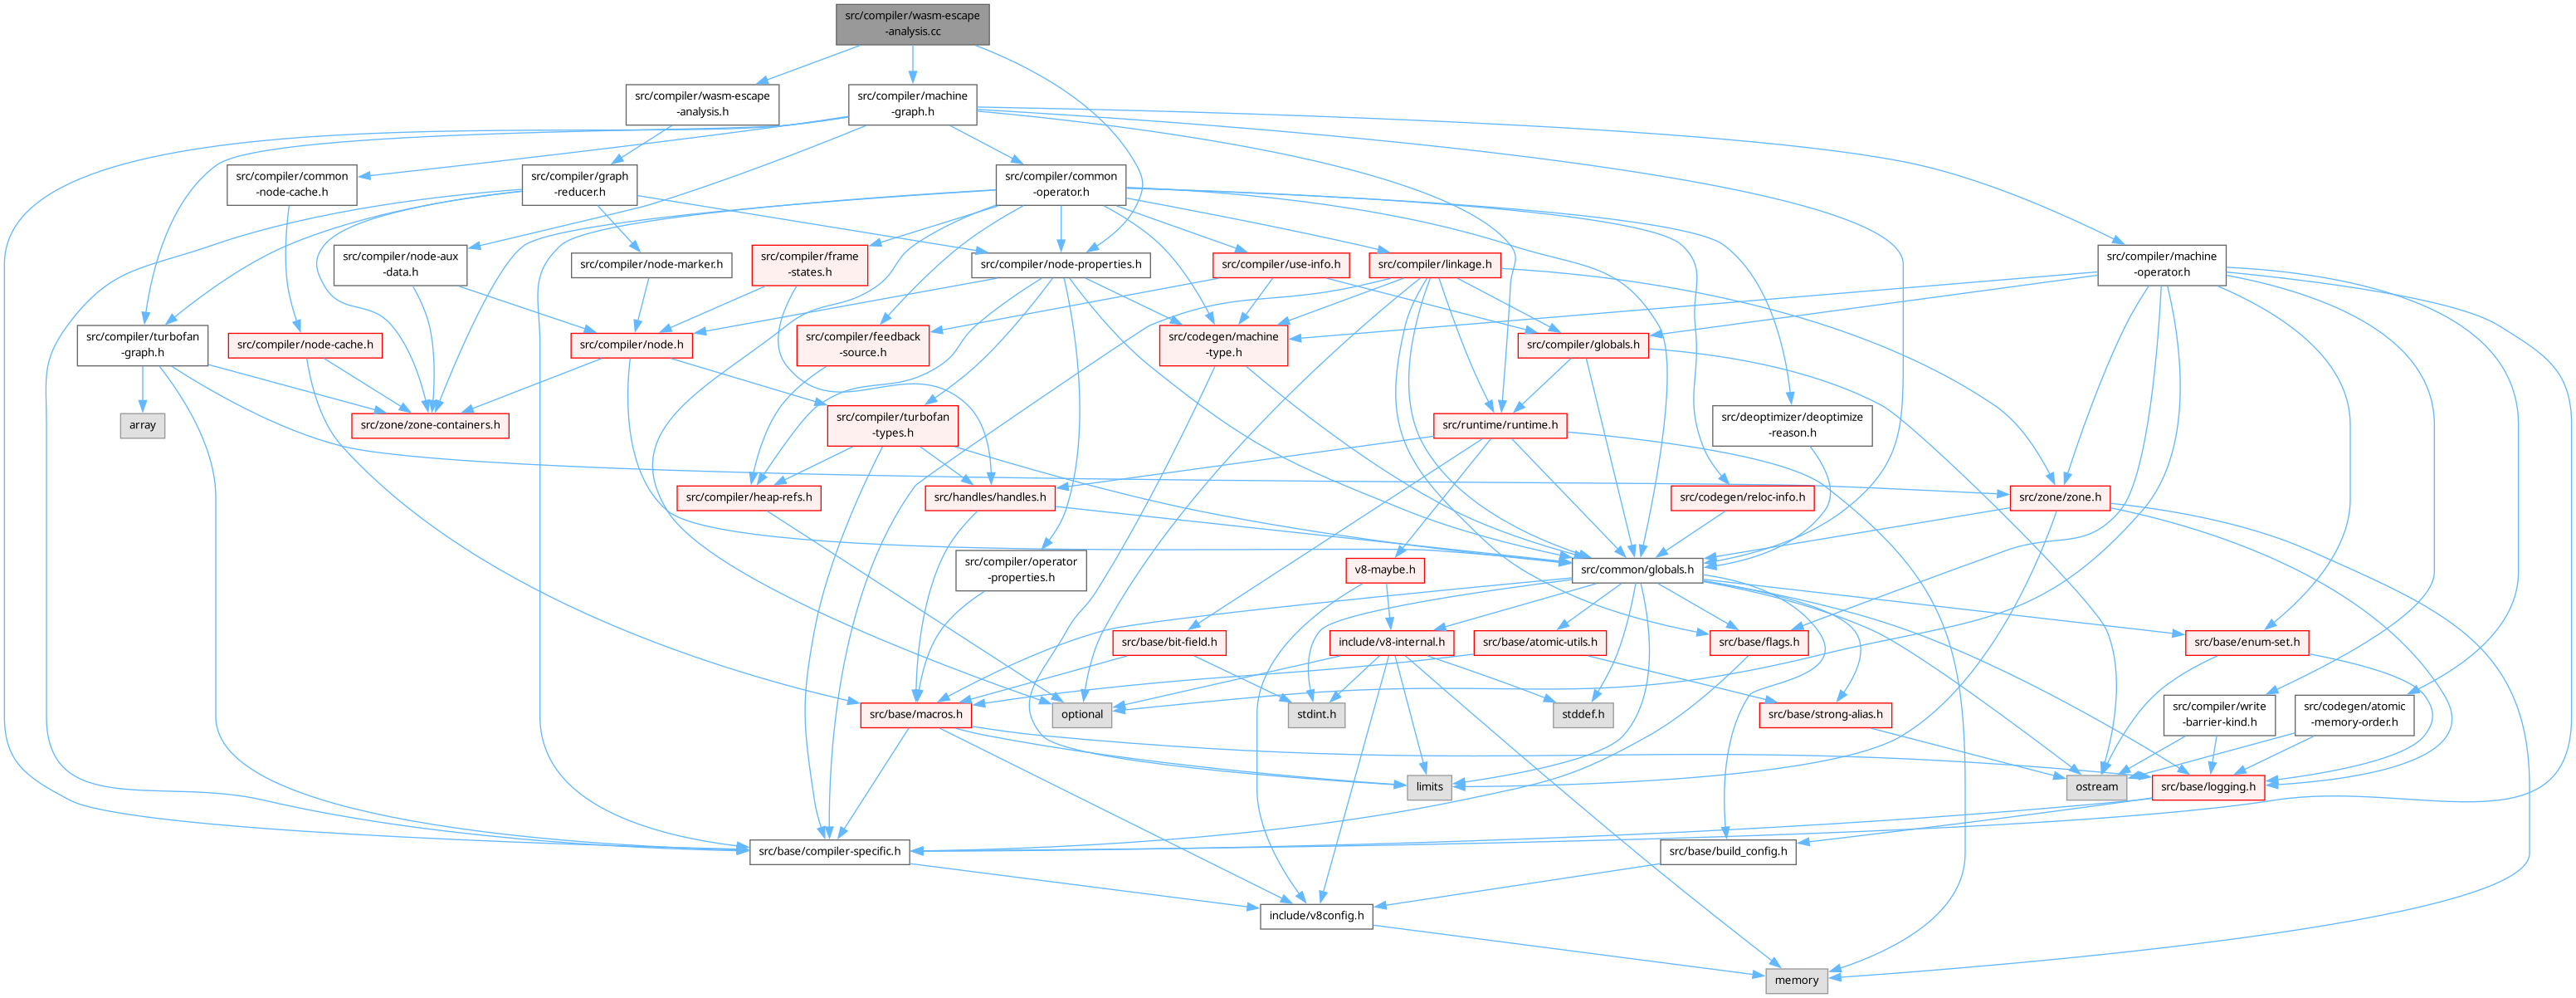 src/compiler/wasm-escape
-analysis.cc
src/compiler/wasm-escape
-analysis.h
src/compiler/machine
-graph.h
src/compiler/common
-node-cache.h
src/compiler/graph
-reducer.h
src/compiler/common
-operator.h
src/compiler/node-aux
-data.h
src/compiler/node-marker.h
src/compiler/frame
-states.h
src/compiler/node-properties.h
src/compiler/use-info.h
src/compiler/linkage.h
src/compiler/machine
-operator.h
src/compiler/turbofan
-graph.h
src/compiler/node-cache.h
src/compiler/node.h
src/compiler/feedback
-source.h
src/codegen/machine
-type.h
src/compiler/globals.h
array
src/zone/zone-containers.h
src/compiler/turbofan
-types.h
src/runtime/runtime.h
src/deoptimizer/deoptimize
-reason.h
src/compiler/heap-refs.h
src/handles/handles.h
src/codegen/reloc-info.h
src/zone/zone.h
src/compiler/operator
-properties.h
v8-maybe.h
src/common/globals.h
src/base/bit-field.h
include/v8-internal.h
src/base/atomic-utils.h
src/base/flags.h
src/base/enum-set.h
src/base/macros.h
optional
stdint.h
stddef.h
src/base/strong-alias.h
src/compiler/write
-barrier-kind.h
src/codegen/atomic
-memory-order.h
limits
ostream
src/base/logging.h
src/base/compiler-specific.h
src/base/build_config.h
include/v8config.h
memory